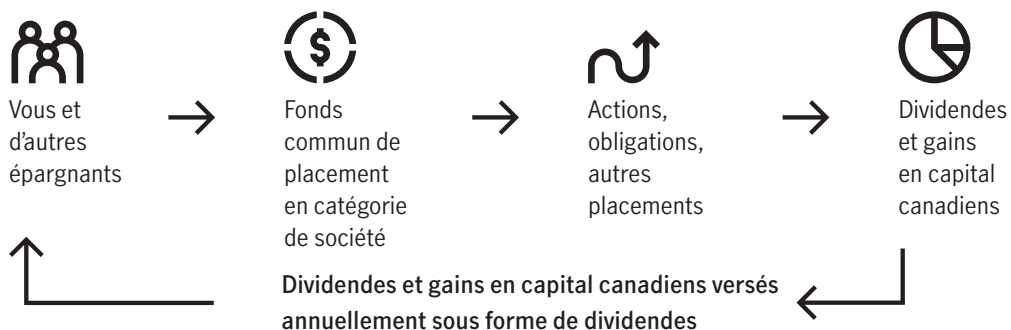 Vous et
d'autres
épargnants
Fonds
commun de
placement
en catégorie
de société
Actions,
obligations,
autres
placements
Dividendes
et gains
en capital
canadiens
Dividendes et gains en capital canadiens versés
annuellement sous forme de dividendes